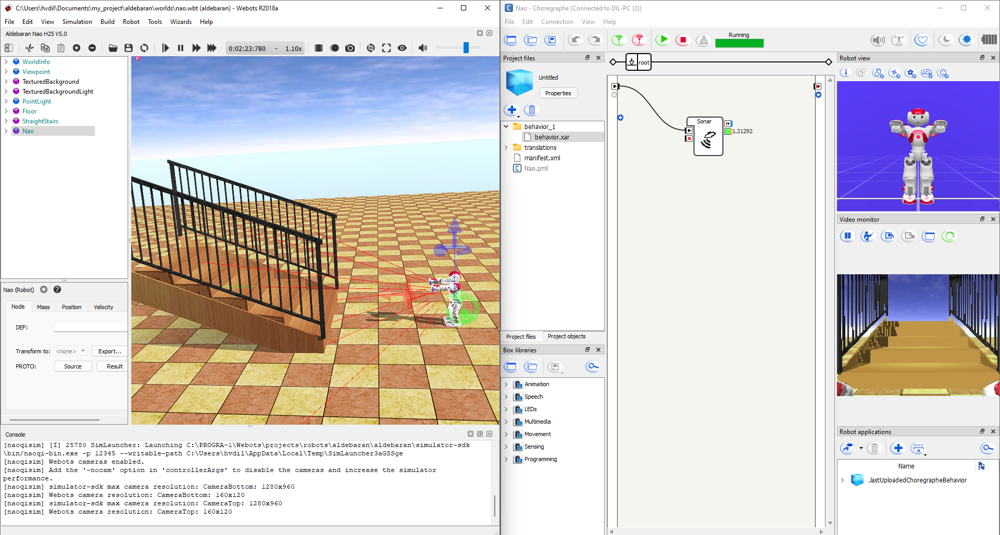 C:\Users\hvdil\Documents\my_project\aldebaran\worlds\nao.wbt (aldebaran) - Webots R2018a
File Edit View Simulation Build Robot Tools Wizards Help
Aldebaran Nao H25 V5.0
0:02:23:780 - 1.10x
WorldInfo
Viewpoint
TexturedBackground
TexturedBackgroundLight
PointLight
Floor
StraightStairs
Nao
Nao (Robot)
Node Mass Position Velocity
DEF:
Transform to: <none> Export...
PROTO: Source Result
Console
[naoqisim] [I] 25780 SimLauncher: Launching C:\PROGRA~1\Webots\projects\robots\aldebaran\aldebaran\simulator-sdk
\bin/naoqi-bin.exe -p 12345 --writable-path C:\Users\hvdil\AppData\Local\Temp\SimLauncher3aGSSge
[naoqisim] Webots cameras enabled.
[naoqisim] Add the '-nocam' option in 'controllerArgs' to disable the cameras and increase the simulator
performance.
[naoqisim] simulator-sdk max camera resolution: CameraBottom: 1280x960
[naoqisim] Webots camera resolution: CameraBottom: 160x120
[naoqisim] simulator-sdk max camera resolution: CameraTop: 1280x960
[naoqisim] Webots camera resolution: CameraTop: 160x120
Nao - Choregraphe (Connected to DIL-PC (2))
File Edit Connection View Help
Running
Project files
Untitled
Properties
behavior_1
behavior.xar
translations
manifest.xml
Nao.pml
Project files Project objects
Box libraries
Animation
Speech
LEDs
Multimedia
Movement
Sensing
Programming
root
Sonar
1.31292
Robot view
Video monitor
Robot applications
Name
.lastUploadedChoregrapheBehavior